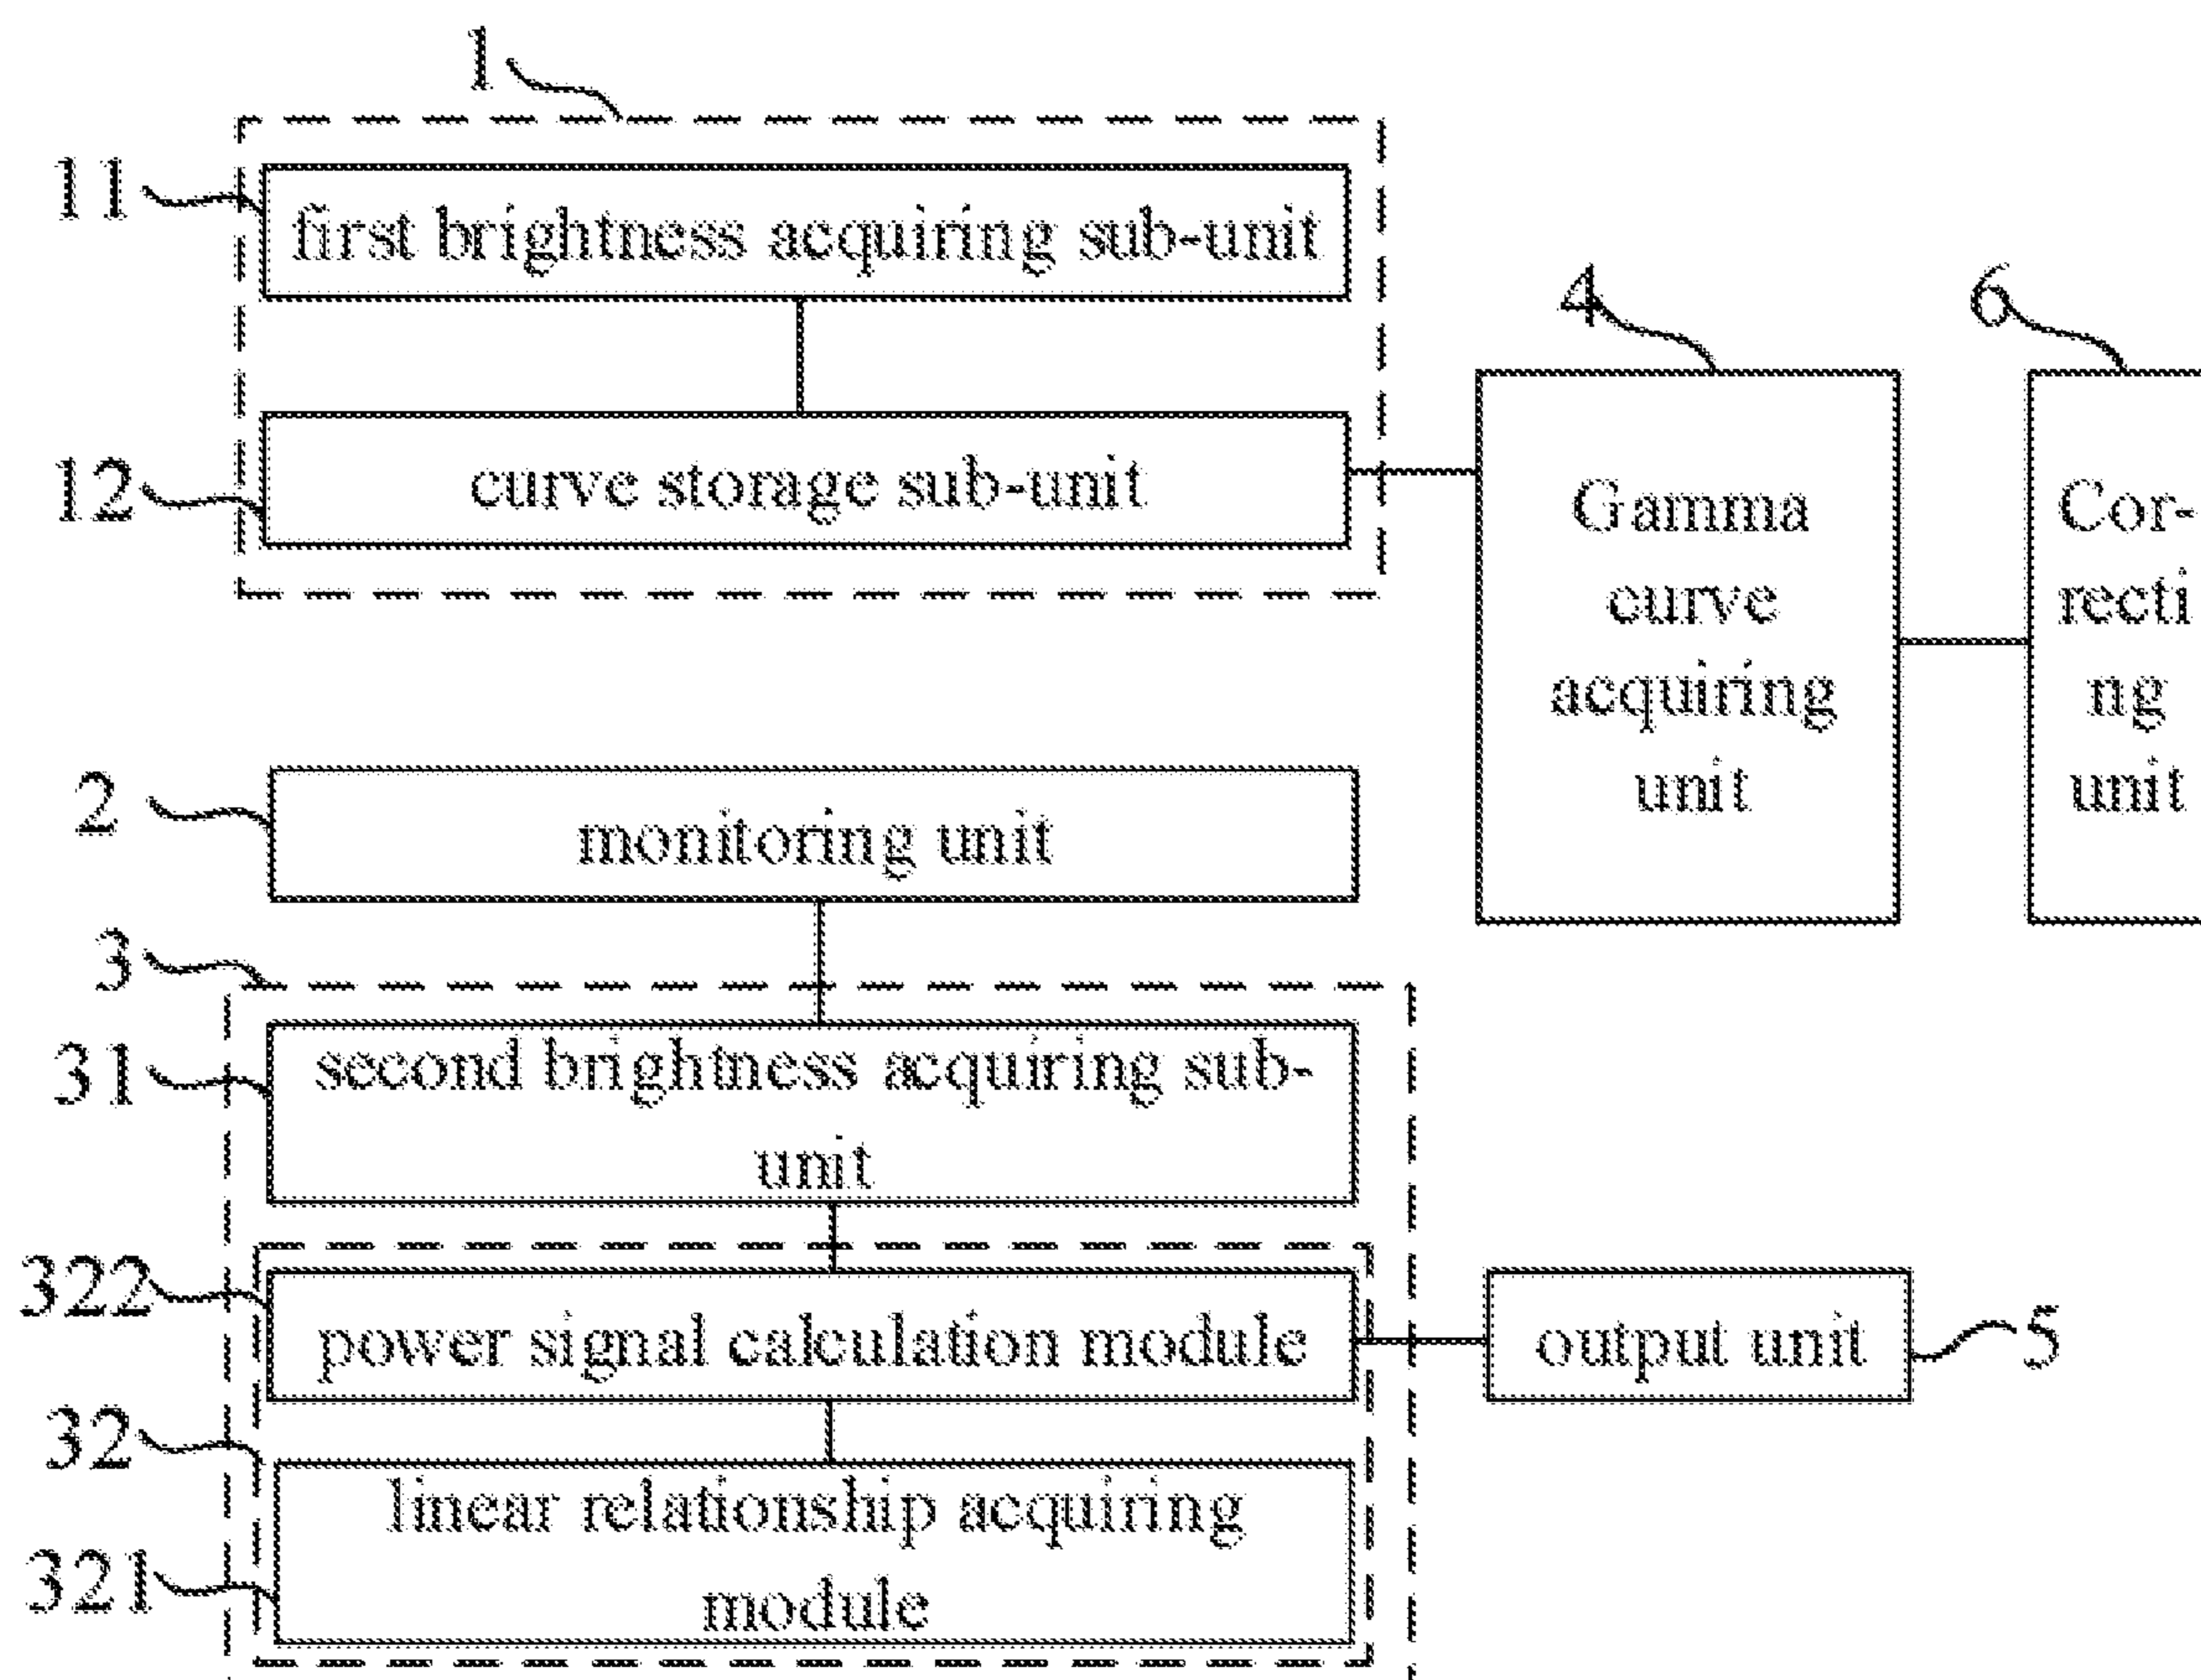 1
11
first brightness acquiring sub-unit
12
curve storage sub-unit
4
Gamma
curve
acquiring
unit
6
Cor-
recti
ng
unit
2
monitoring unit
3
31
second brightness acquiring sub-
unit
322
power signal calculation module
output unit
5
32
321
linear relationship acquiring
module